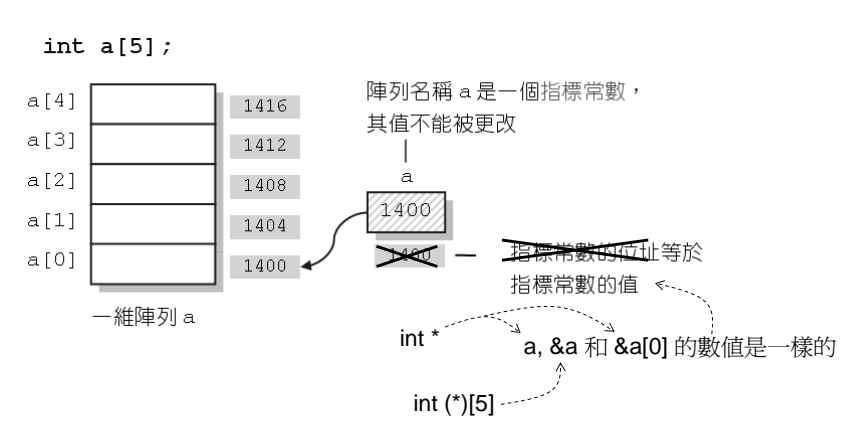 int a[5];
陣列名稱 a 是一個指標常數，
其值不能被更改
a[4]
1416
a[3]
1412
a[2]
1408
a[1]
1404
a[0]
1400
a
1400
1400
指標常數的位址等於
指標常數的值
一維陣列 a
int *
a, &a 和 &a[0] 的數值是一樣的
int (*)[5]